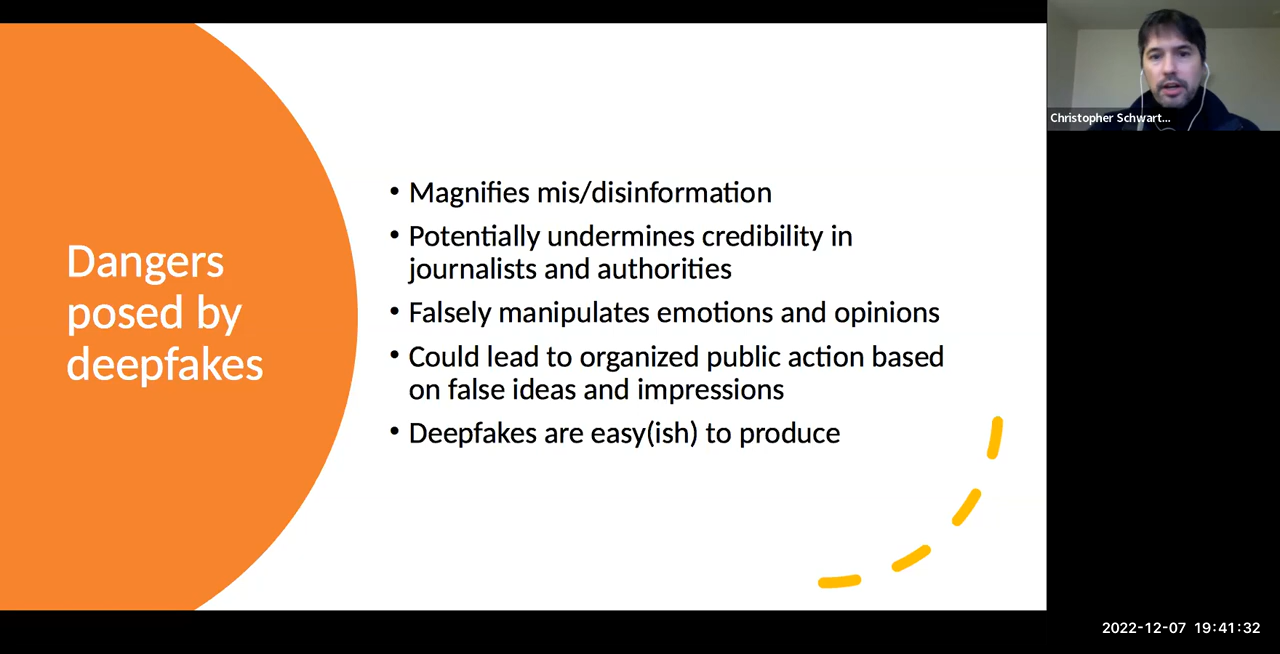 Dangers
posed by
deepfakes
• Magnifies mis/disinformation
• Potentially undermines credibility in
journalists and authorities
• Falsely manipulates emotions and opinions
• Could lead to organized public action based
on false ideas and impressions
• Deepfakes are easy(ish) to produce
Christopher Schwart...
2022-12-07 19:41:32